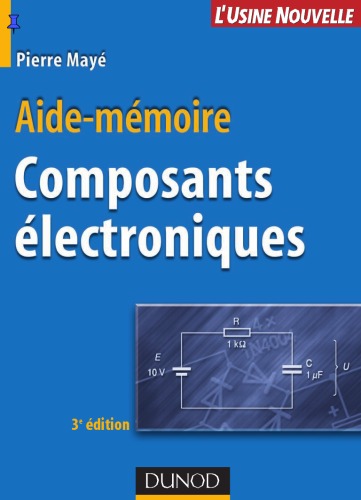 L'USINE NOUVELLE
Pierre Mayé
Aide-mémoire
Composants
électroniques
R
1 kΩ
E
10 V
C
1 µF
U
3e édition
DUNOD